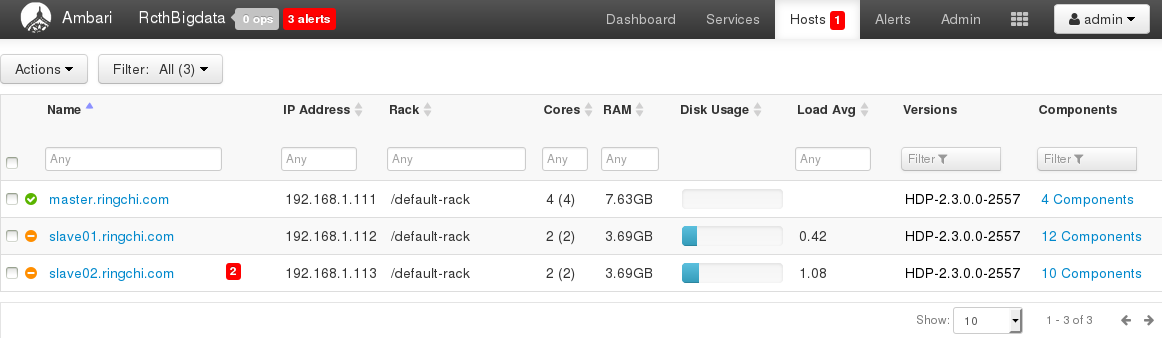 Ambari RcthBigdata 0 ops 3 alerts Dashboard Services Hosts 1 Alerts Admin admin
Actions Filter: All (3)
Name IP Address Rack Cores RAM Disk Usage Load Avg Versions Components
Any Any Any Any Any Any Filter Filter
master.ringchi.com 192.168.1.111 /default-rack 4 (4) 7.63GB HDP-2.3.0.0-2557 4 Components
slave01.ringchi.com 192.168.1.112 /default-rack 2 (2) 3.69GB 0.42 HDP-2.3.0.0-2557 12 Components
slave02.ringchi.com 2 192.168.1.113 /default-rack 2 (2) 3.69GB 1.08 HDP-2.3.0.0-2557 10 Components
Show: 10 1 - 3 of 3